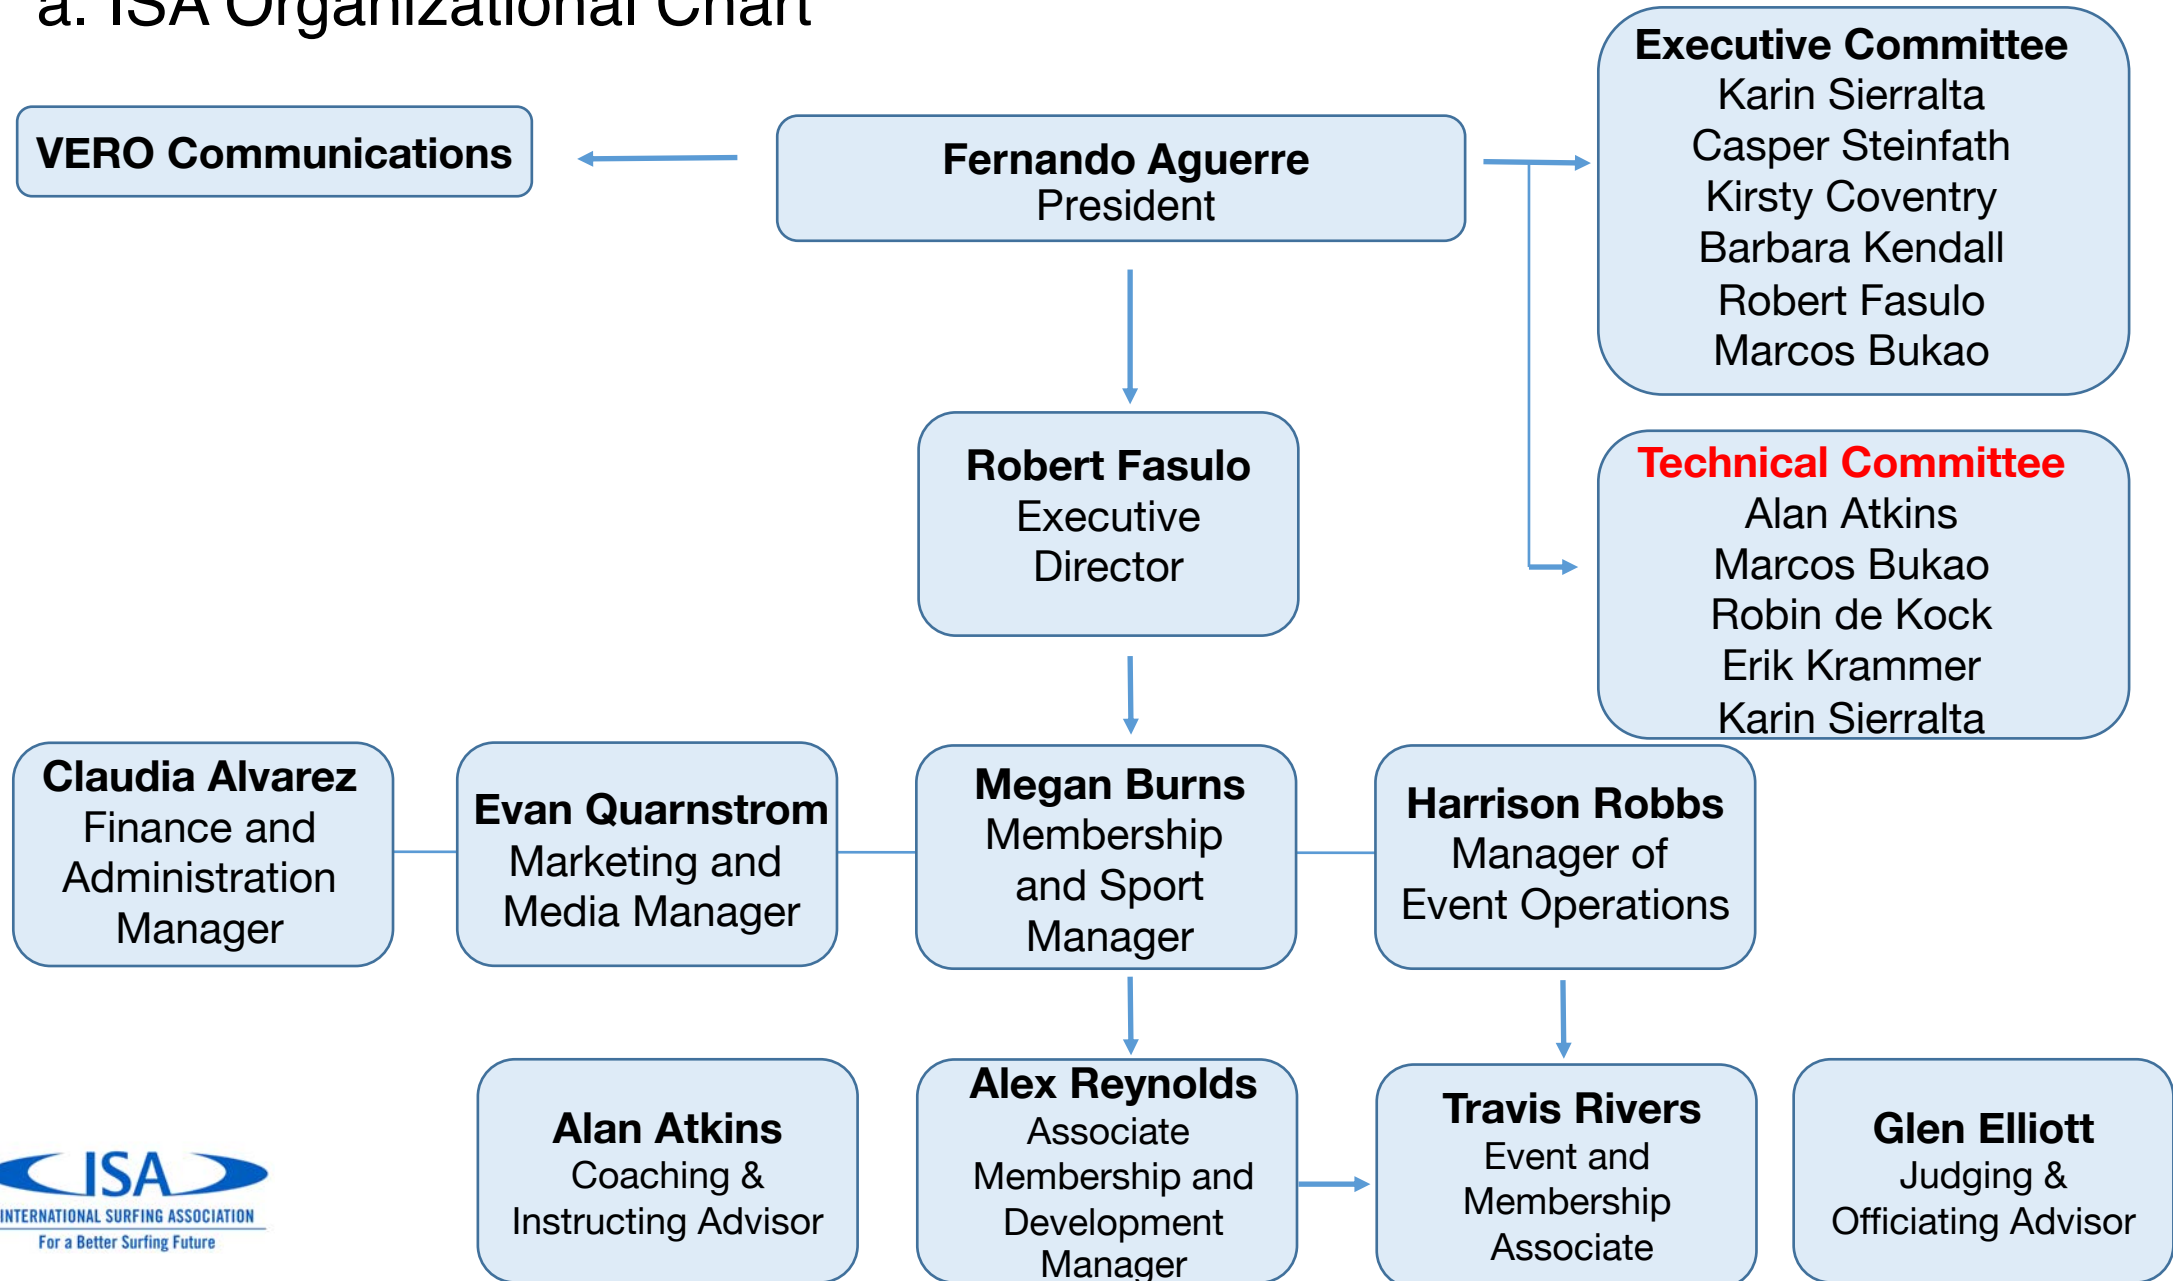 a. ISA Organizational Chart
Executive Committee
Karin Sierralta
Casper Steinfath
Kirsty Coventry
Barbara Kendall
Robert Fasulo
Marcos Bukao
VERO Communications
Fernando Aguerre
President
Robert Fasulo
Executive
Director
Technical Committee
Alan Atkins
Marcos Bukao
Robin de Kock
Erik Krammer
Karin Sierralta
Claudia Alvarez
Finance and
Administration
Manager
Evan Quarnstrom
Marketing and
Media Manager
Megan Burns
Membership
and Sport
Manager
Harrison Robbs
Manager of
Event Operations
Alan Atkins
Coaching &
Instructing Advisor
Alex Reynolds
Associate
Membership and
Development
Manager
Travis Rivers
Event and
Membership
Associate
Glen Elliott
Judging &
Officiating Advisor
ISA
INTERNATIONAL SURFING ASSOCIATION
For a Better Surfing Future